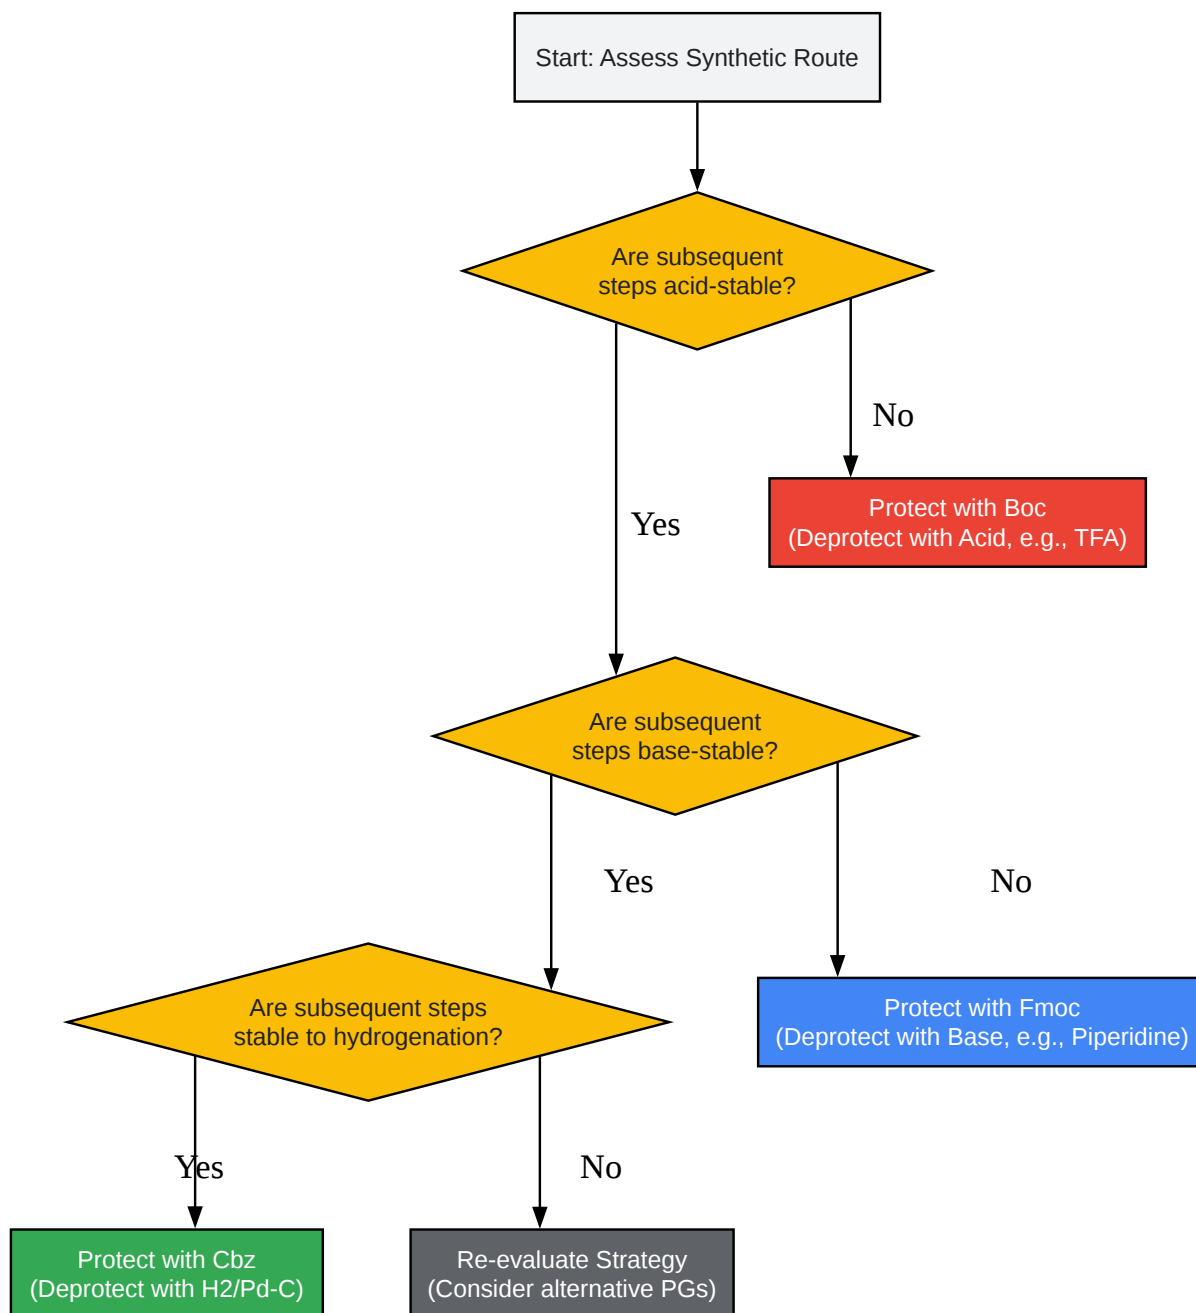 Start: Assess Synthetic Route
Are subsequent
steps acid-stable?
No
Protect with Boc
(Deprotect with Acid, e.g., TFA)
Yes
Are subsequent
steps base-stable?
Yes
No
Are subsequent steps
stable to hydrogenation?
Protect with Fmoc
(Deprotect with Base, e.g., Piperidine)
Yes
No
Protect with Cbz
(Deprotect with H2/Pd-C)
Re-evaluate Strategy
(Consider alternative PGs)